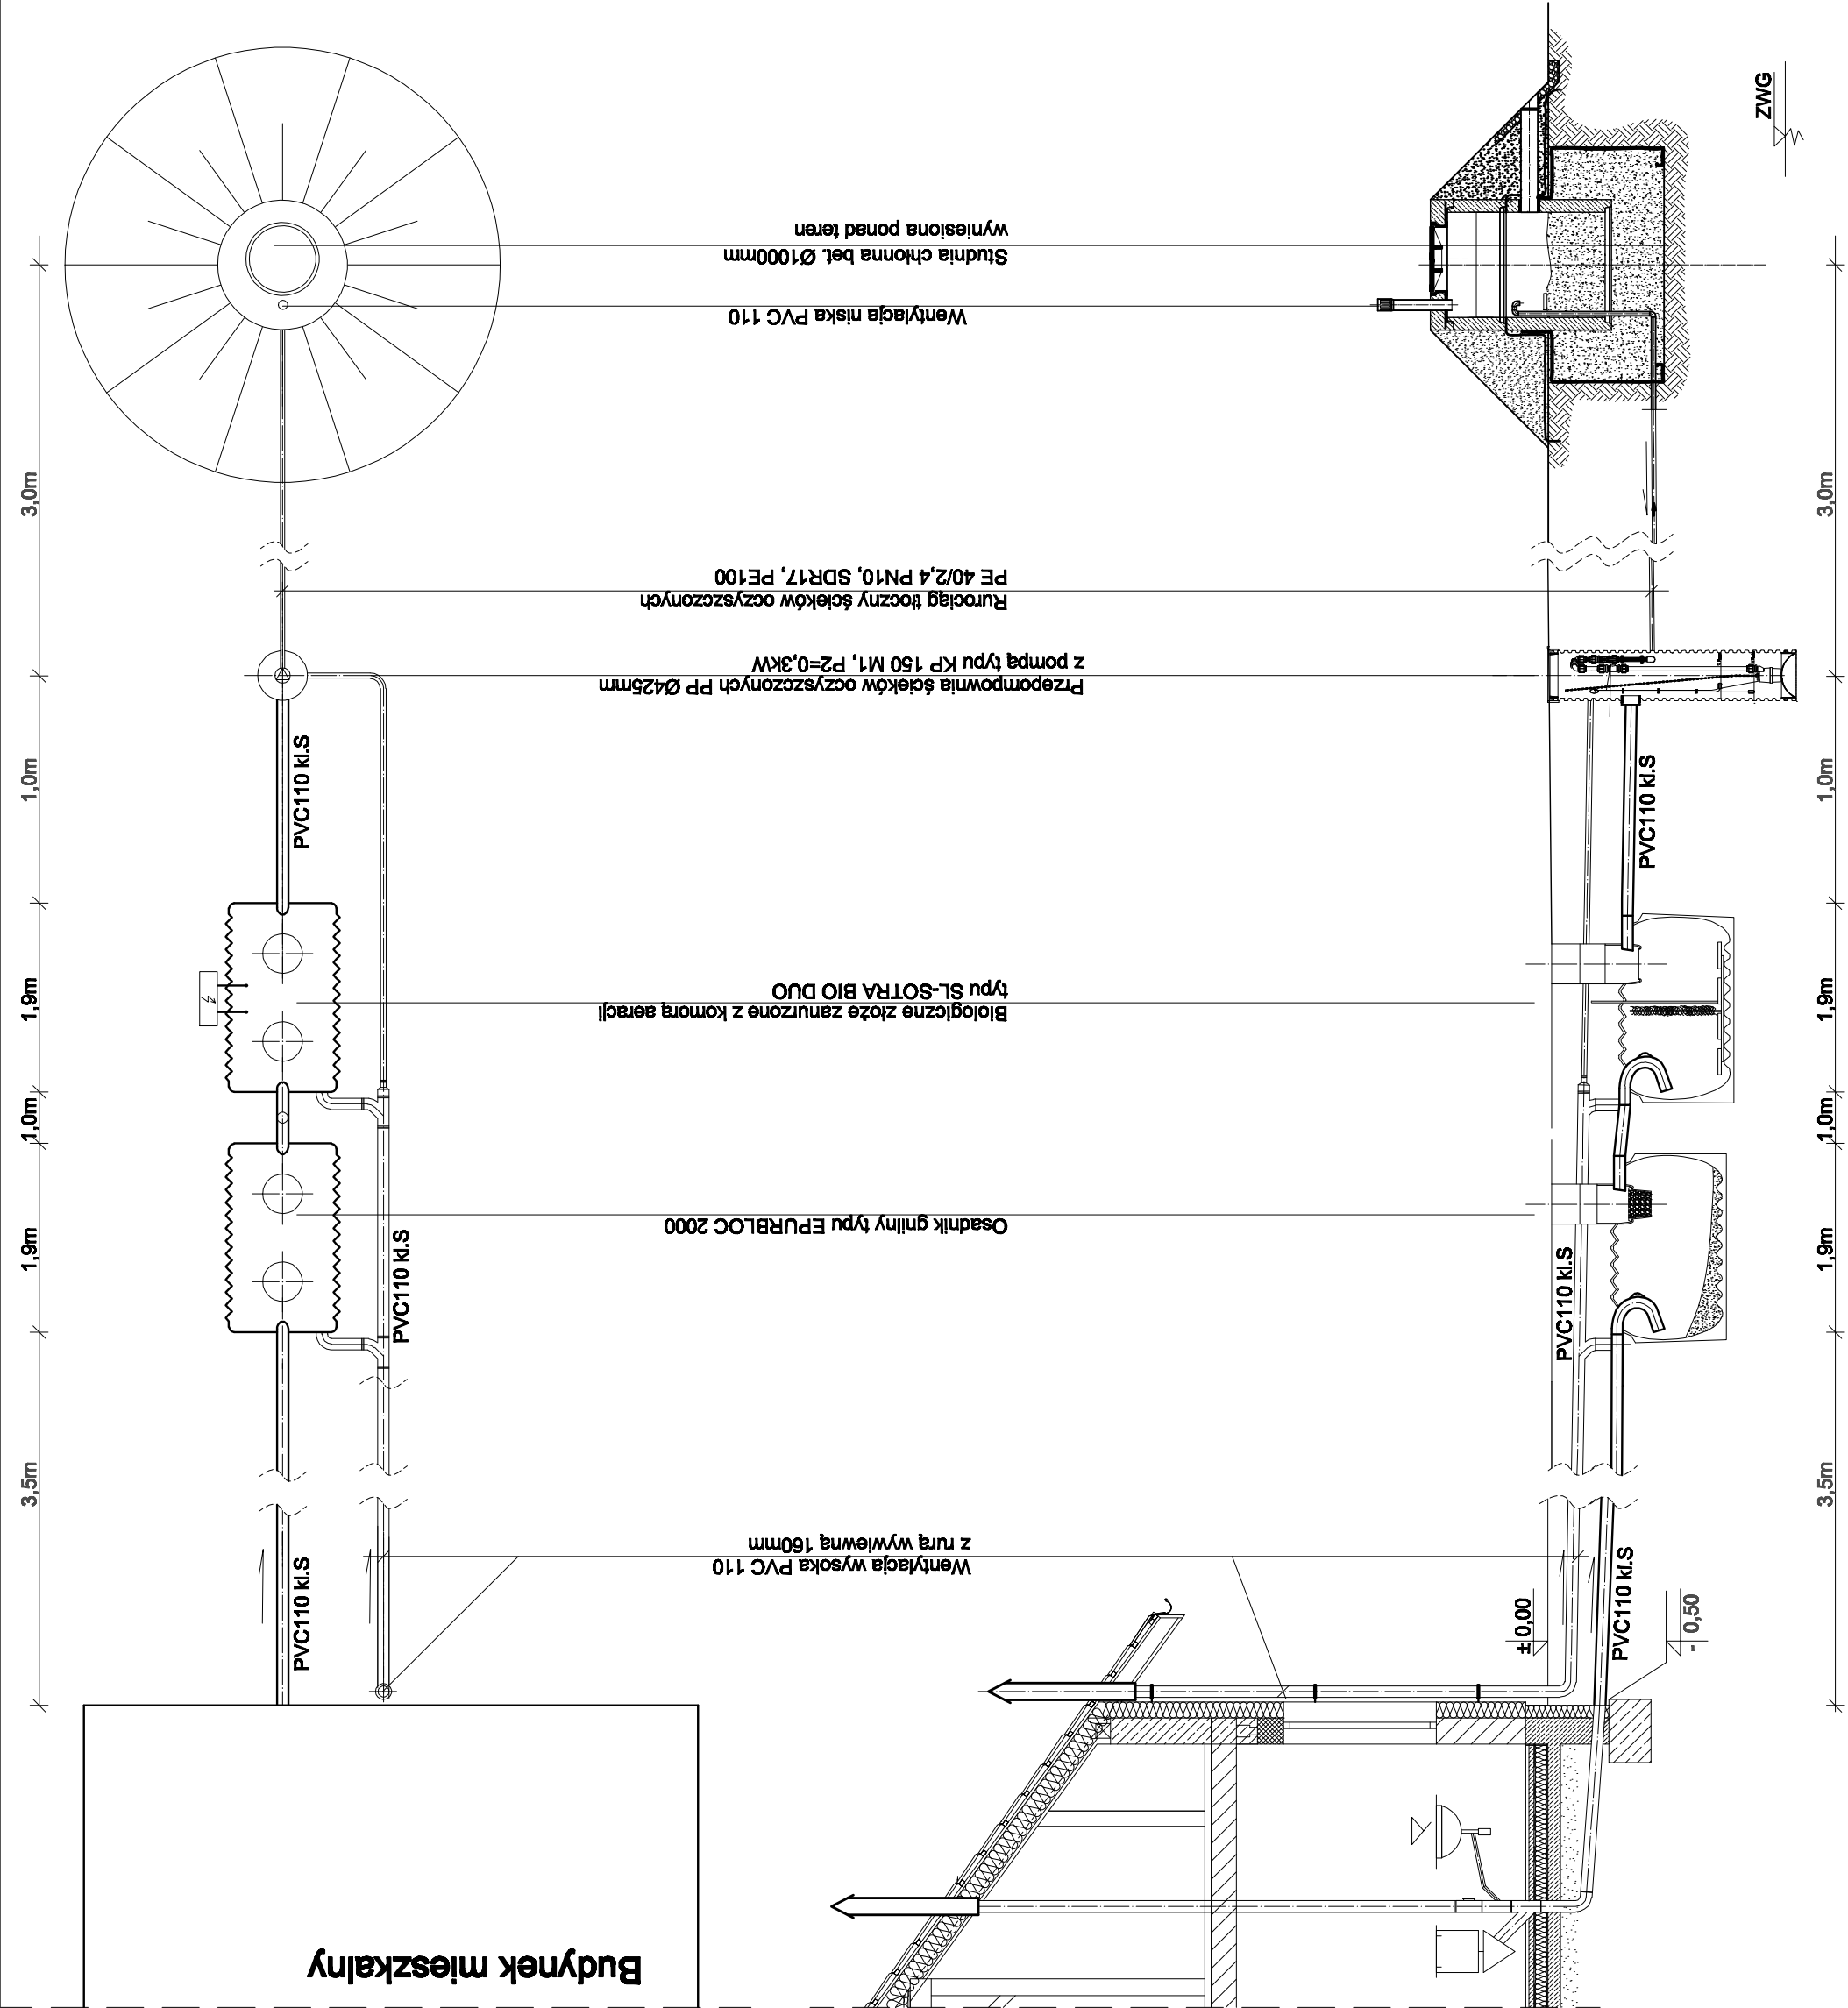 Budynek mieszkalny
Wentylacja wysoka PVC 110
z rurą wywiewną 160mm
Osadnik gnilny typu EPURBLOC 2000
Biologiczne złoże zanurzone z komorą aeracji
typu SL-SOTRA BIO DUO
Przepompownia ścieków oczyszczonych PP Ø425mm
z pompą typu KP 150 M1, P2=0,3kW
Rurociąg tłoczny ścieków oczyszczonych
PE 40/2,4 PN10, SDR17, PE100
Wentylacja niska PVC 110
Studnia chłonna bet. Ø1000mm
wyniesiona ponad teren
3,5m
1,9m
1,0m
1,9m
1,0m
3,0m
PVC110 kl.S
PVC110 kl.S
PVC110 kl.S
± 0,00
- 0,50
PVC110 kl.S
PVC110 kl.S
PVC110 kl.S
ZWG
3,5m
1,9m
1,0m
1,9m
1,0m
3,0m